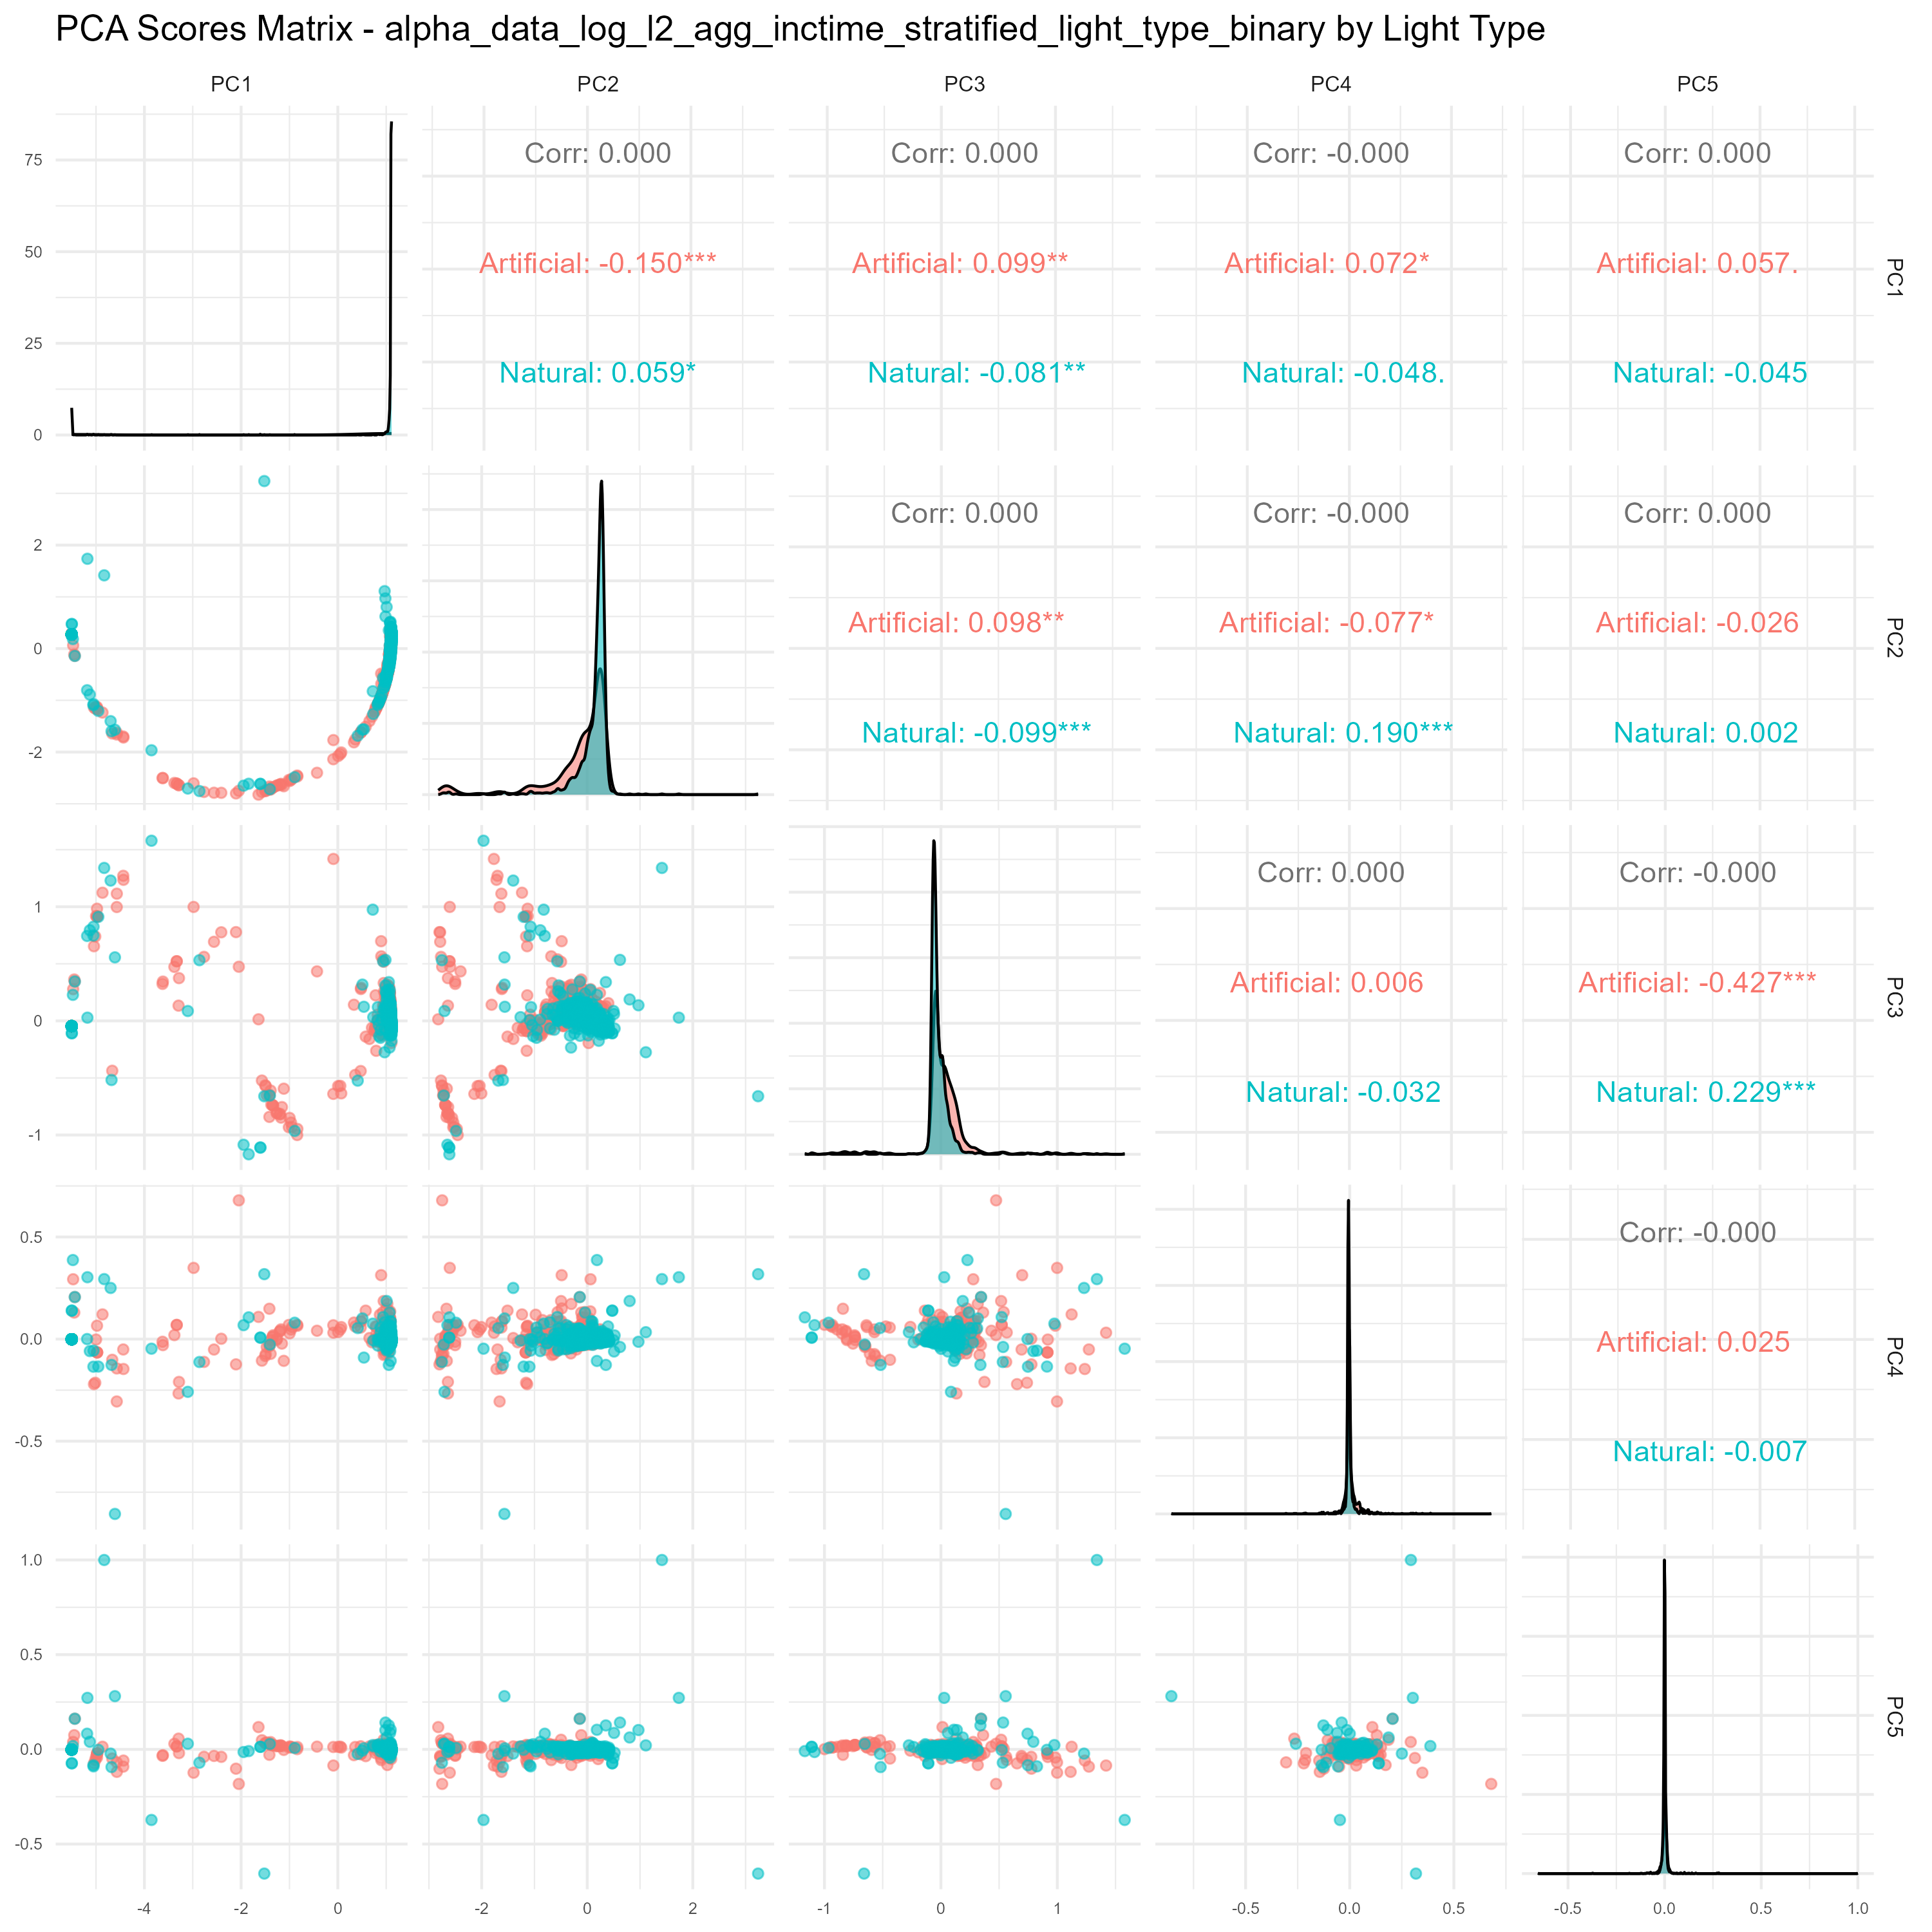 PCA Scores Matrix - alpha_data_log_l2_agg_inctime_stratified_light_type_binary by Light Type
PC1 PC2 PC3 PC4 PC5
75
50
25
0
Corr: 0.000 Corr: 0.000 Corr: -0.000 Corr: 0.000
Artificial: -0.150*** Artificial: 0.099** Artificial: 0.072* Artificial: 0.057.
Natural: 0.059* Natural: -0.081** Natural: -0.048. Natural: -0.045
PC1
2
0
-2
Corr: 0.000 Corr: -0.000 Corr: 0.000
Artificial: 0.098** Artificial: -0.077* Artificial: -0.026
Natural: -0.099*** Natural: 0.190*** Natural: 0.002
PC2
1
0
-1
Corr: 0.000 Corr: -0.000
Artificial: 0.006 Artificial: -0.427***
Natural: -0.032 Natural: 0.229***
PC3
0.5
0.0
-0.5
Corr: -0.000
Artificial: 0.025
Natural: -0.007
PC4
1.0
0.5
0.0
-0.5
PC5
-4 -2 0 -2 0 2 -1 0 1 -0.5 0.0 0.5 -0.5 0.0 0.5 1.0